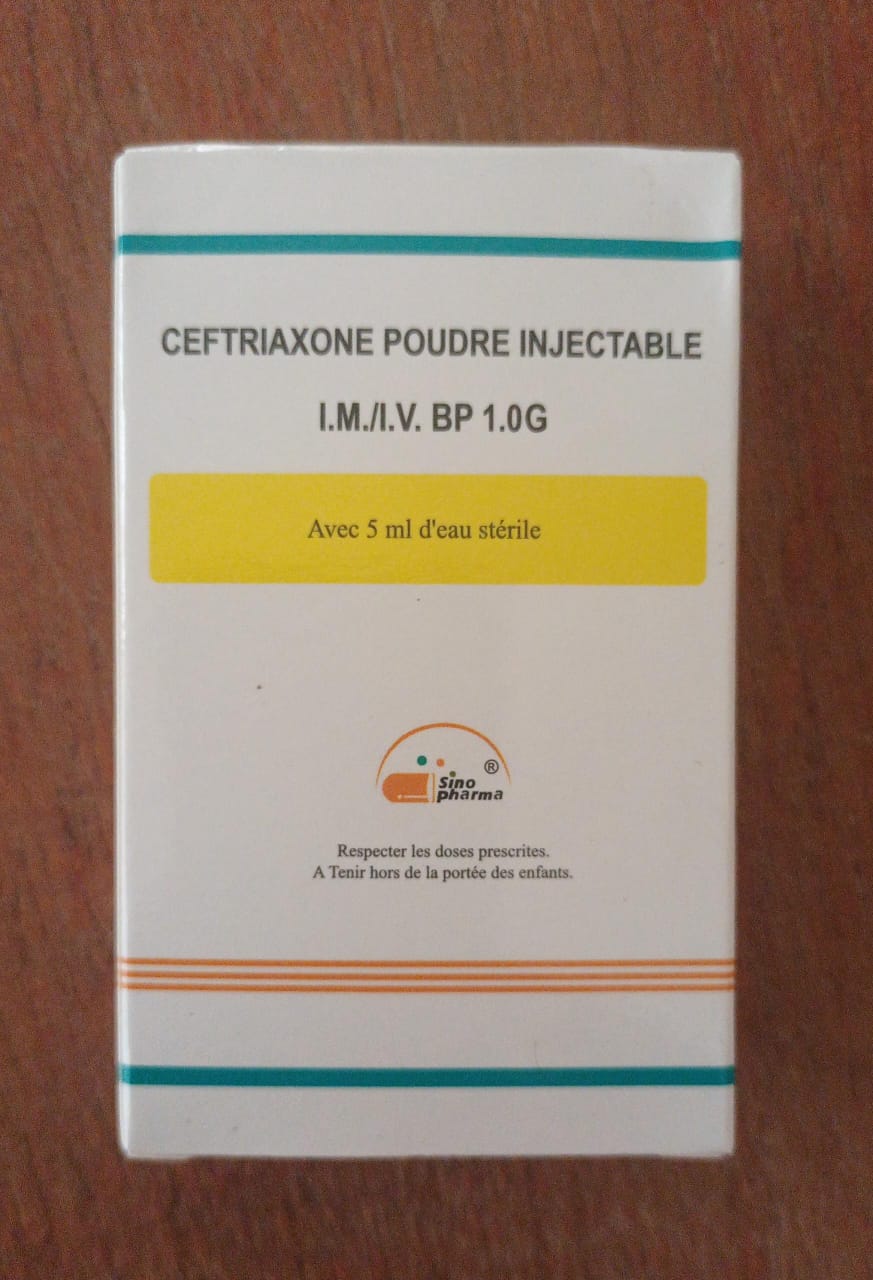 CEFTRIAXONE POUDRE INJECTABLE
I.M./I.V. BP 1.0G
Avec 5 ml d'eau stérile
Sino ®
pharma
Respecter les doses prescrites.
A Tenir hors de la portée des enfants.